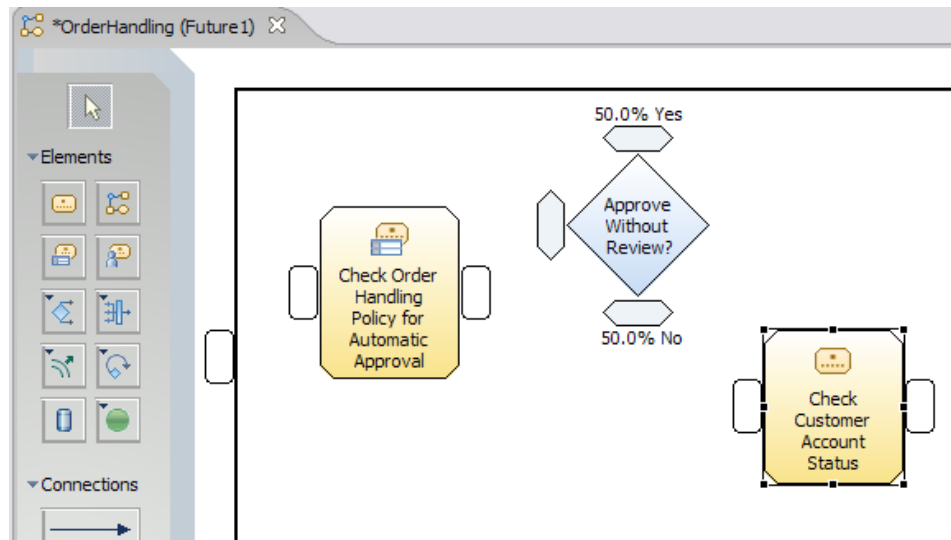 *OrderHandling (Future1)
Elements
Connections
50.0% Yes
Approve
Without
Review?
50.0% No
Check Order
Handling
Policy for
Automatic
Approval
Check
Customer
Account
Status